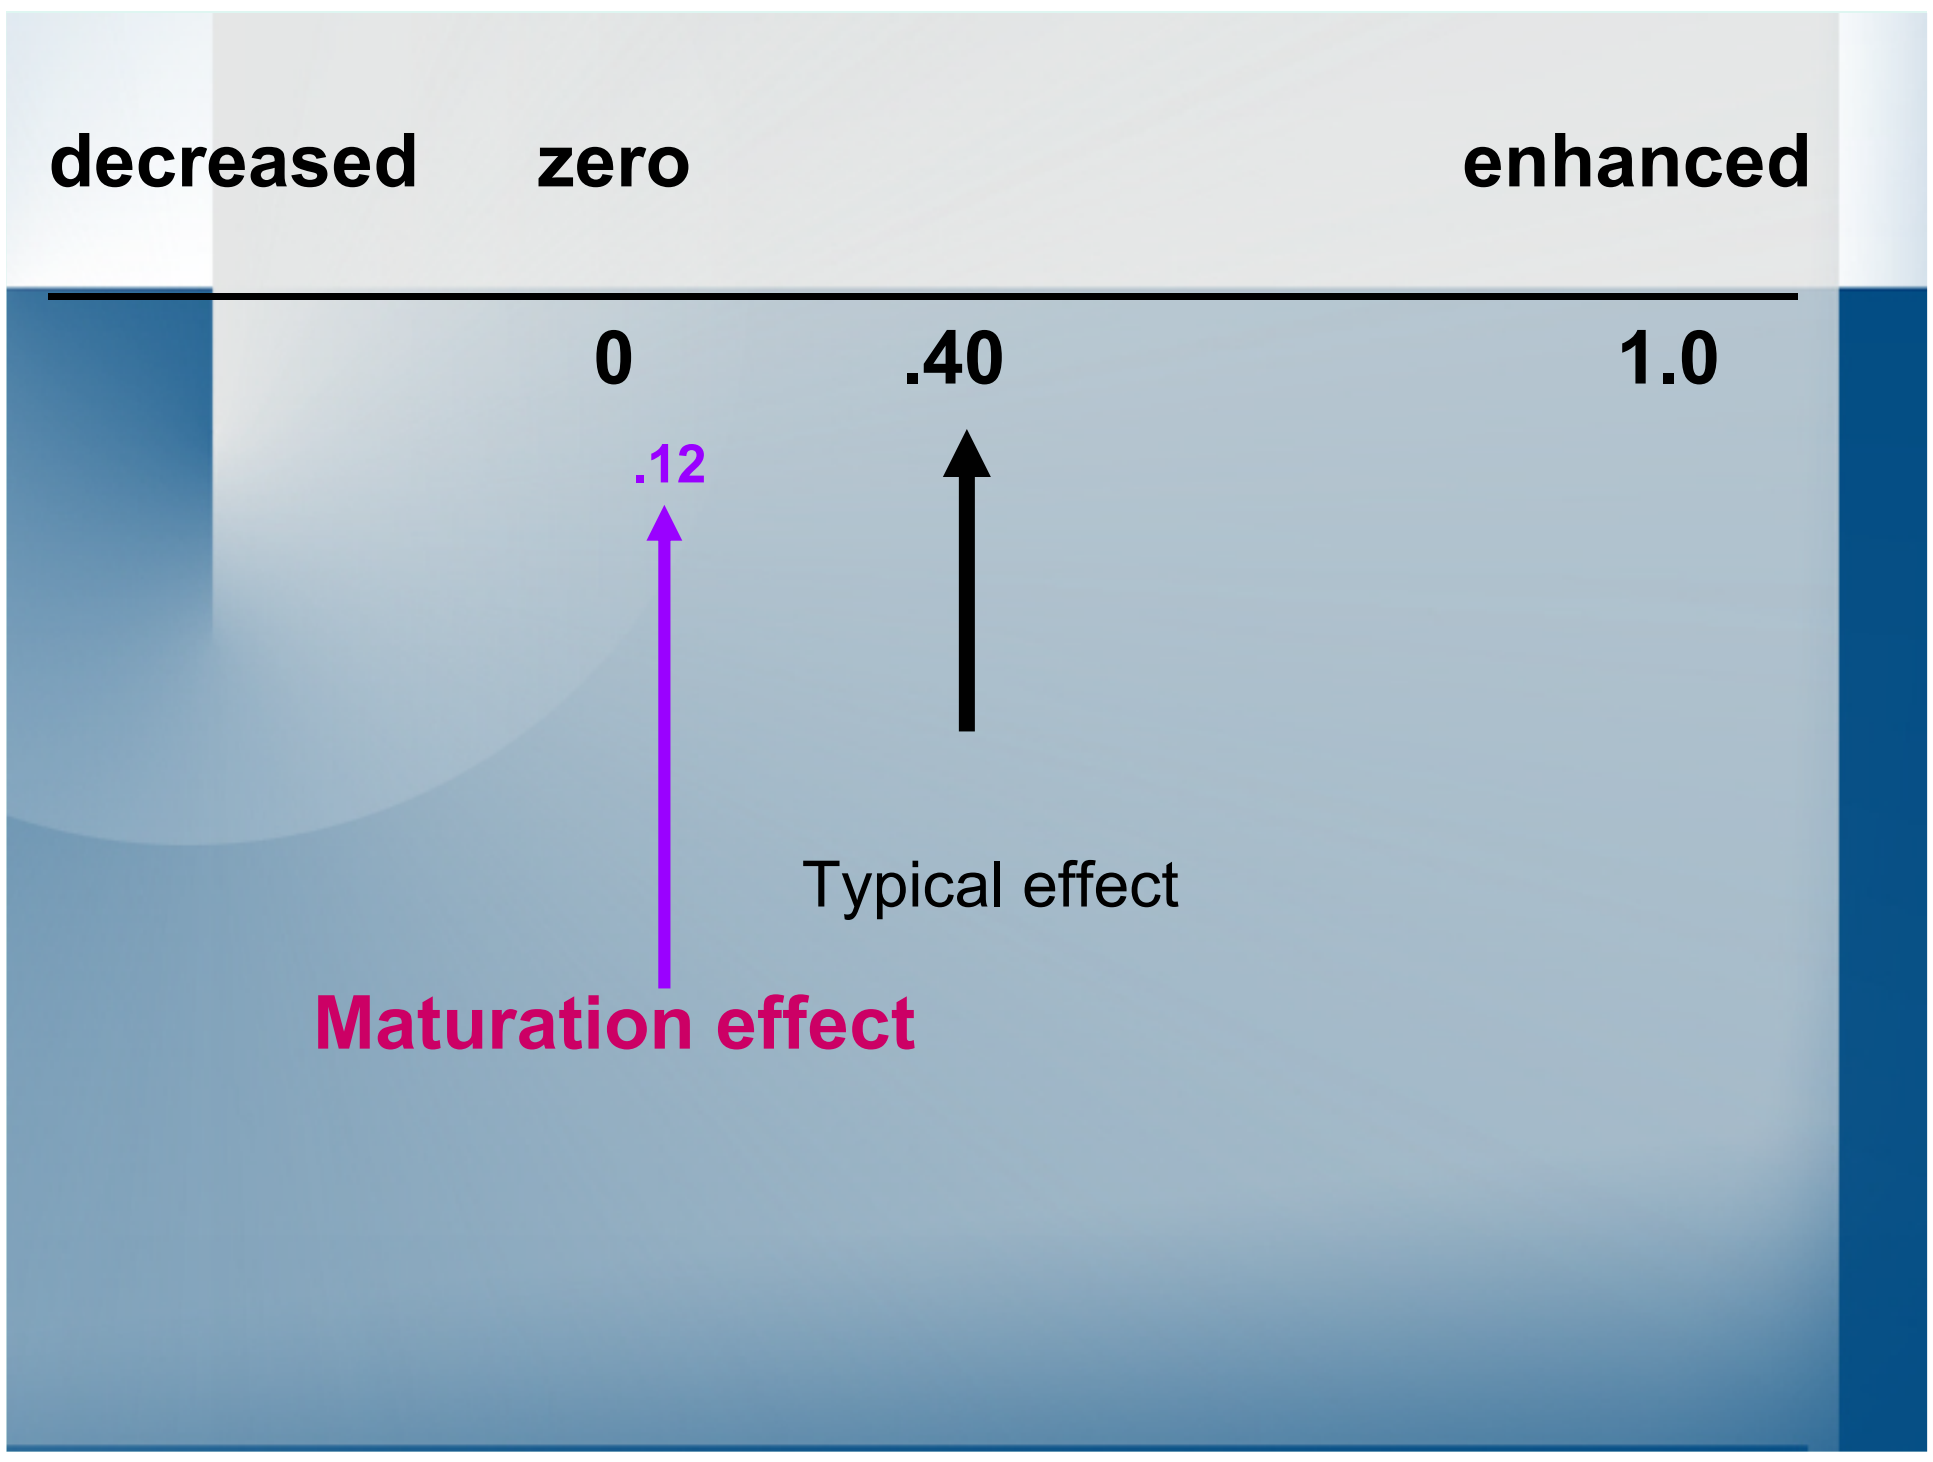 decreased zero enhanced
0 .40 1.0
.12
Typical effect
Maturation effect